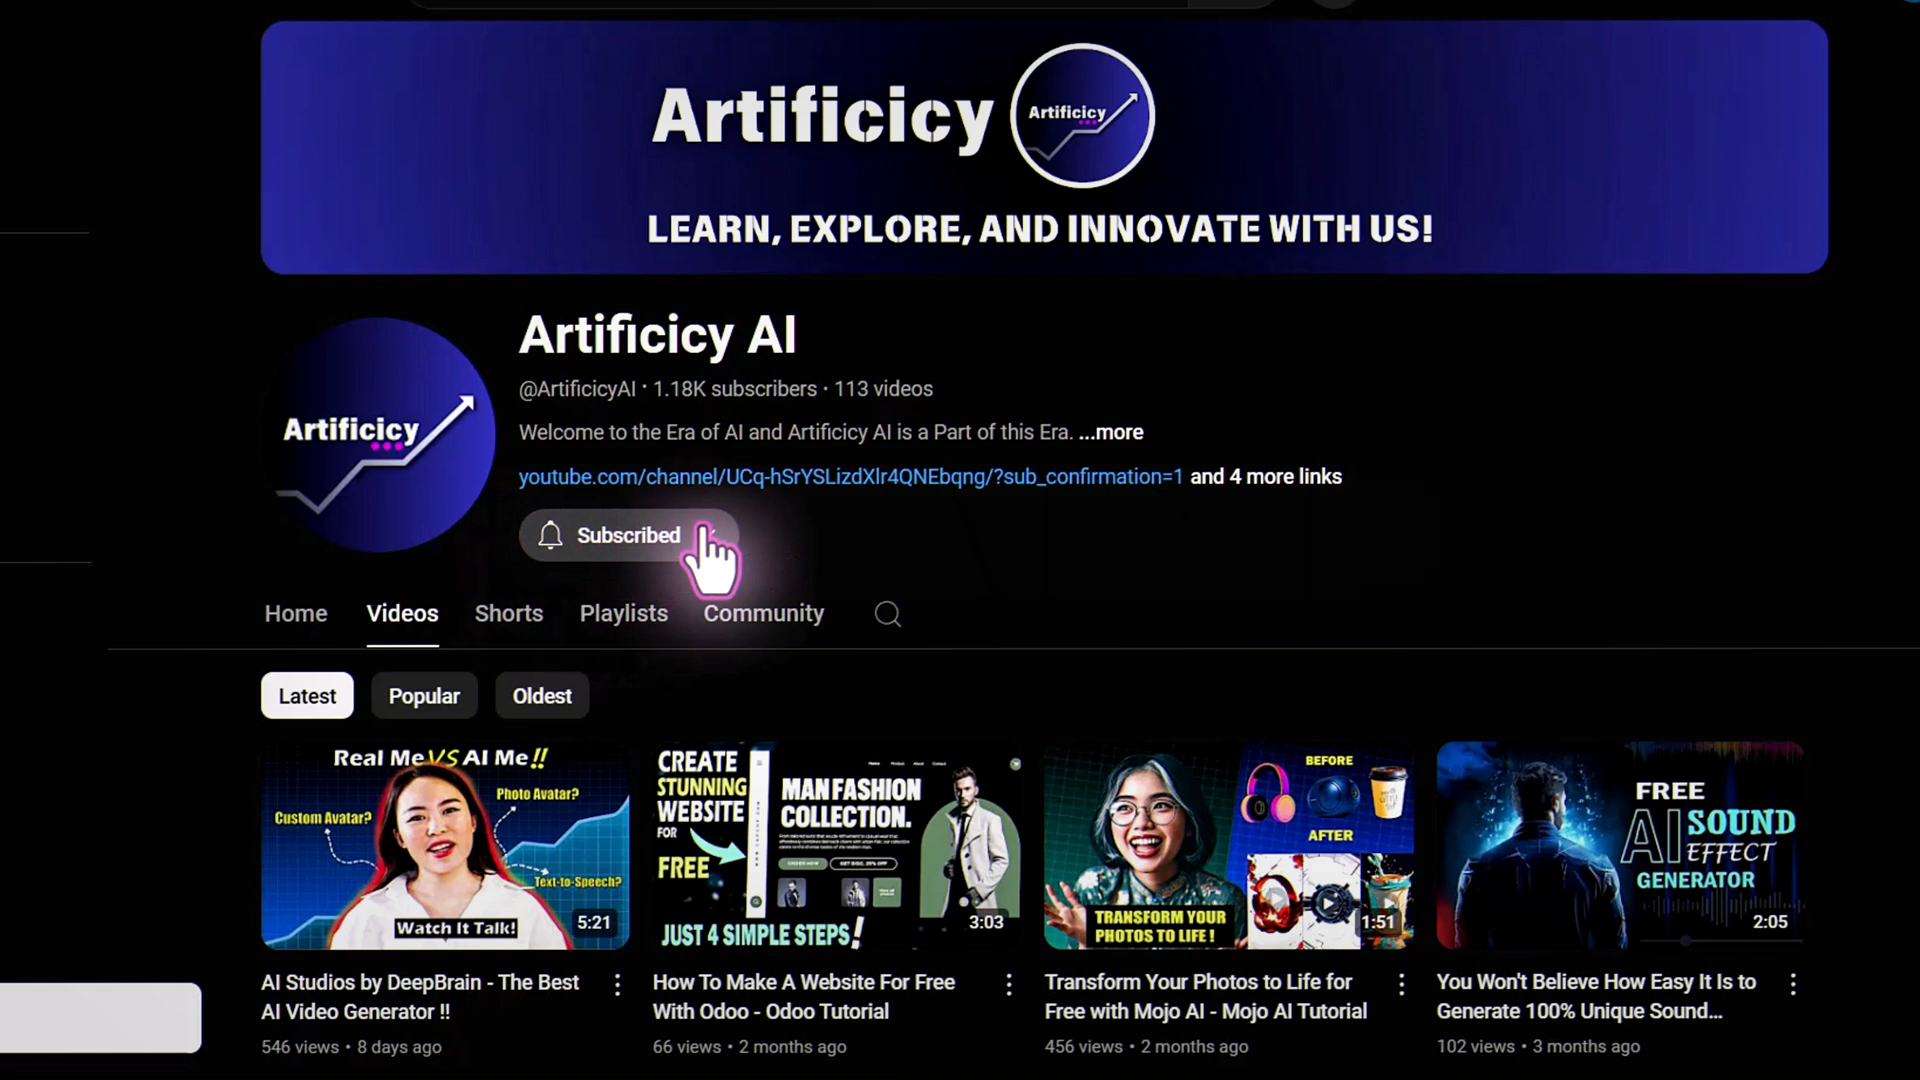 Artificicy
Artificicy
LEARN, EXPLORE, AND INNOVATE WITH US!
Artificicy
Artificicy AI
@ArtificicyAI · 1.18K subscribers · 113 videos
Welcome to the Era of AI and Artificicy AI is a Part of this Era. ...more
youtube.com/channel/UCq-hSrYSLizdXlr4QNEbqng/?sub_confirmation=1 and 4 more links
Subscribed
Home Videos Shorts Playlists Community
Latest Popular Oldest
Real Me VS AI Me !!
Custom Avatar?
Photo Avatar?
Text-to-Speech?
Watch It Talk!
5:21
CREATE
STUNNING
WEBSITE
FOR
FREE
MAN FASHION
COLLECTION.
JUST 4 SIMPLE STEPS!
3:03
BEFORE
AFTER
TRANSFORM YOUR
PHOTOS TO LIFE !
1:51
FREE
AI SOUND
EFFECT
GENERATOR
2:05
AI Studios by DeepBrain - The Best
AI Video Generator !!
546 views • 8 days ago
How To Make A Website For Free
With Odoo - Odoo Tutorial
66 views • 2 months ago
Transform Your Photos to Life for
Free with Mojo AI - Mojo AI Tutorial
456 views • 2 months ago
You Won't Believe How Easy It Is to
Generate 100% Unique Sound...
102 views • 3 months ago